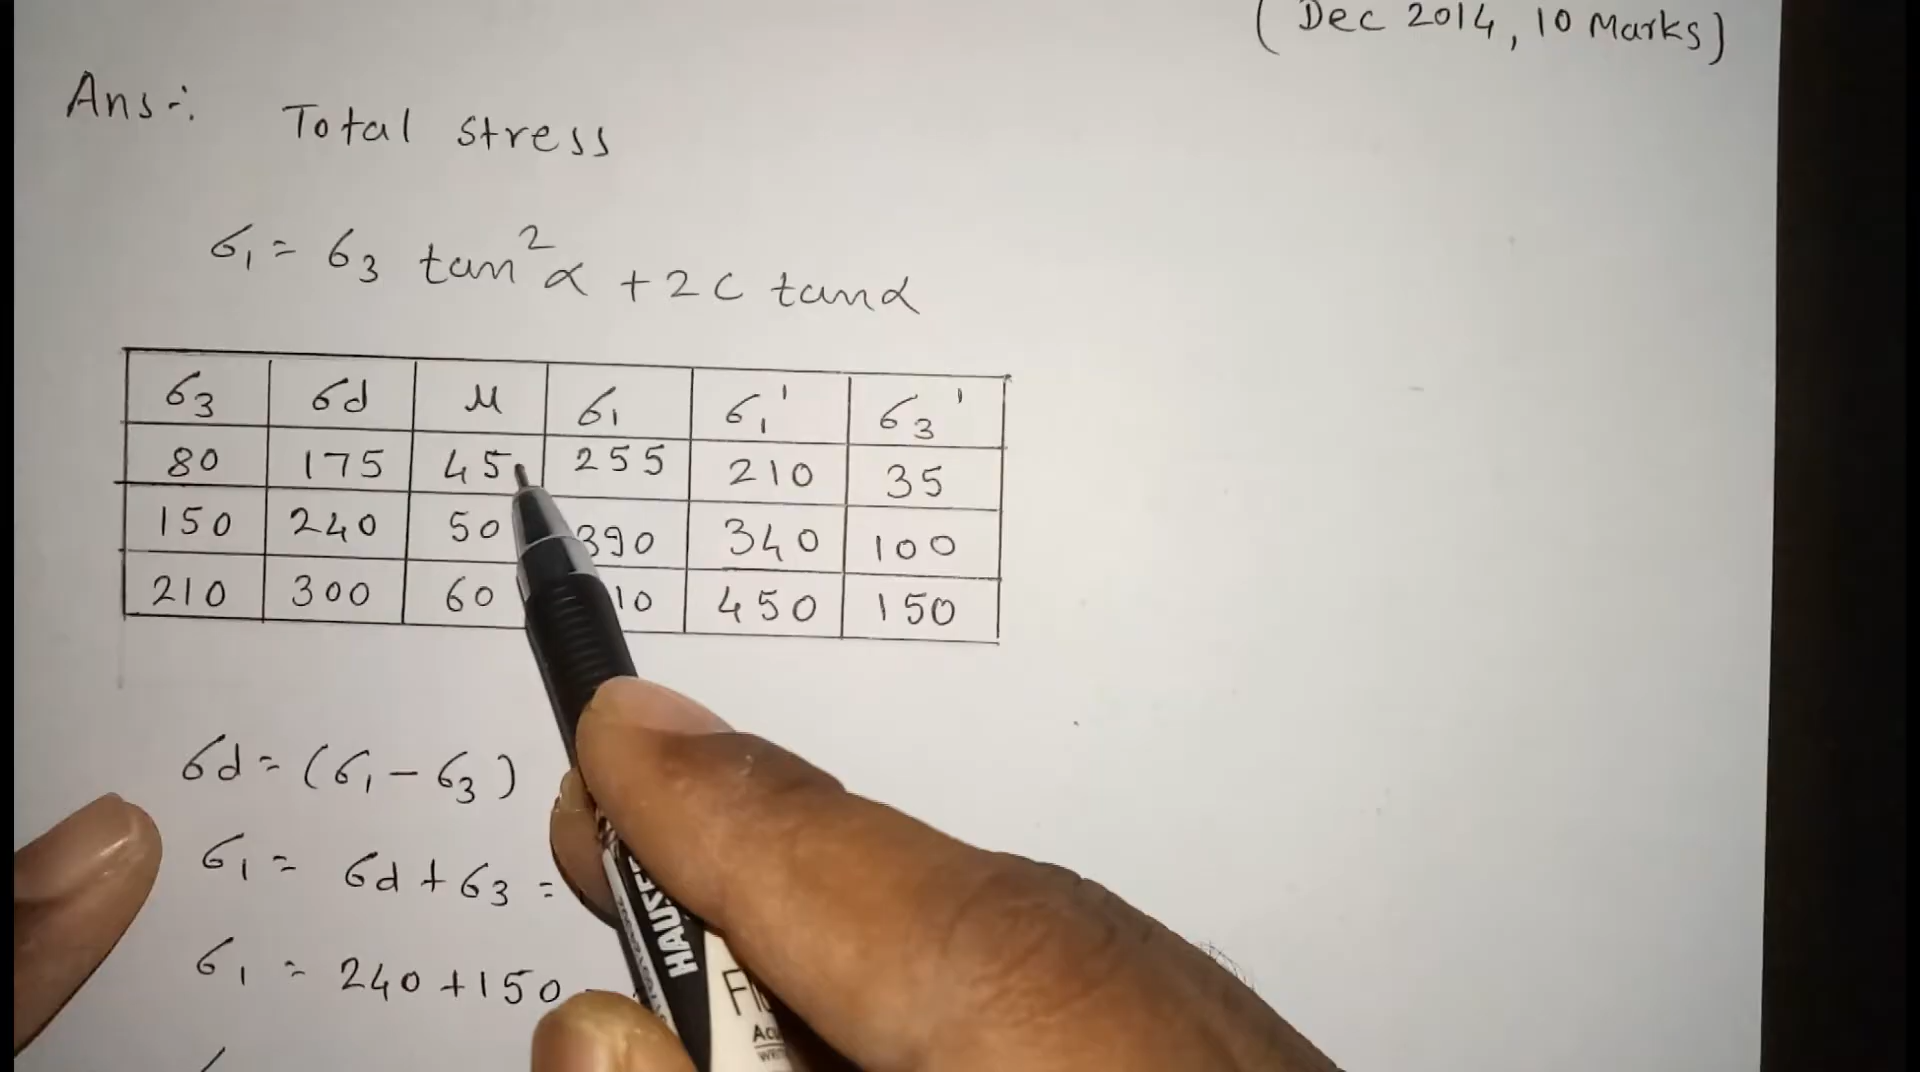 (Dec 2014, 10 Marks)
Ans :- Total stress
σ₁ = σ₃ tan²α + 2C tanα
σ₃ σd μ σ₁ σ₁' σ₃'
80 175 45 255 210 35
150 240 50 390 340 100
210 300 60 10 450 150
σd = (σ₁ - σ₃)
σ₁ = σd + σ₃ =
σ₁ = 240 + 150
HAUSER